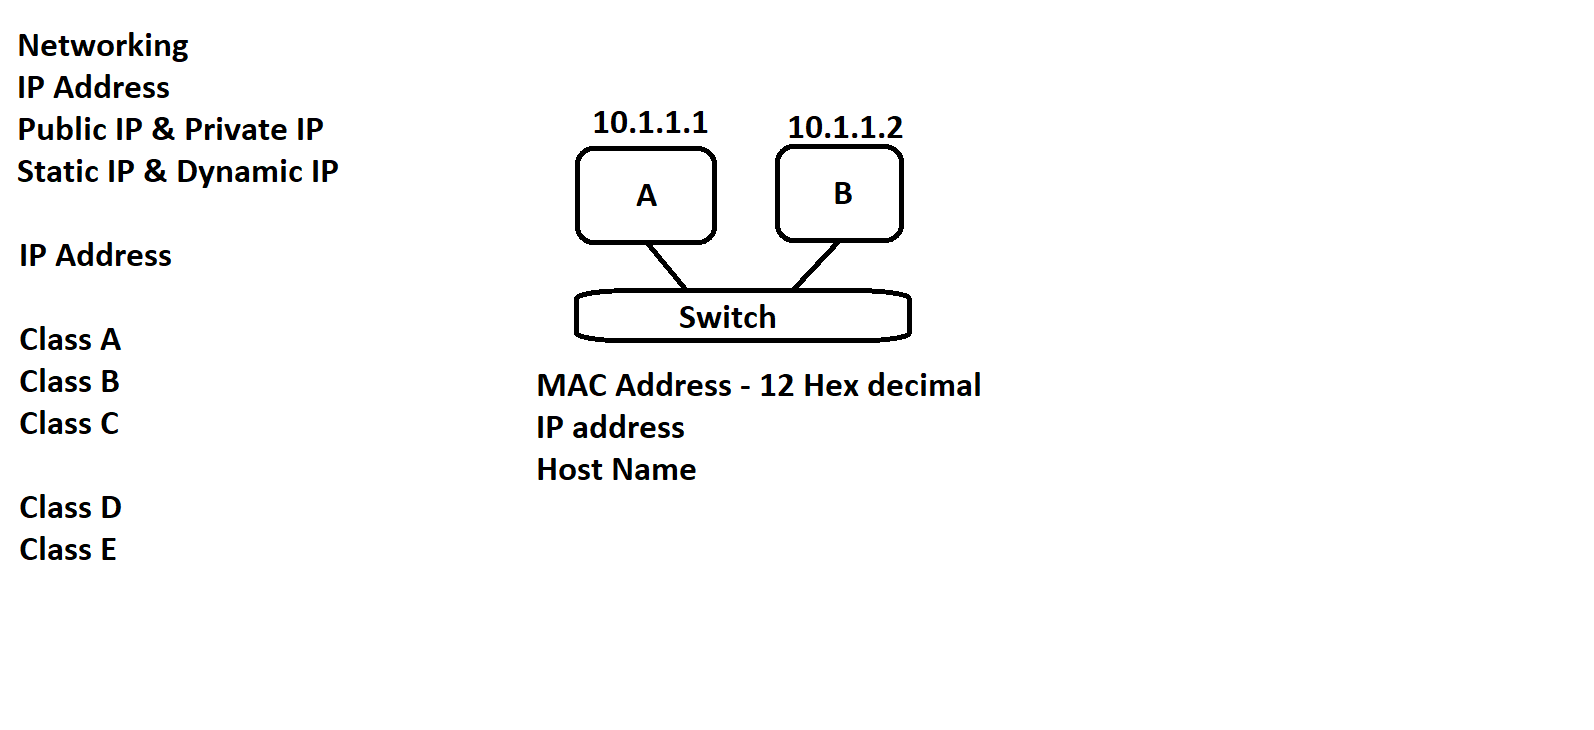 Networking
IP Address
Public IP & Private IP
Static IP & Dynamic IP
IP Address
Class A
Class B
Class C
Class D
Class E
10.1.1.1
10.1.1.2
A
B
Switch
MAC Address - 12 Hex decimal
IP address
Host Name